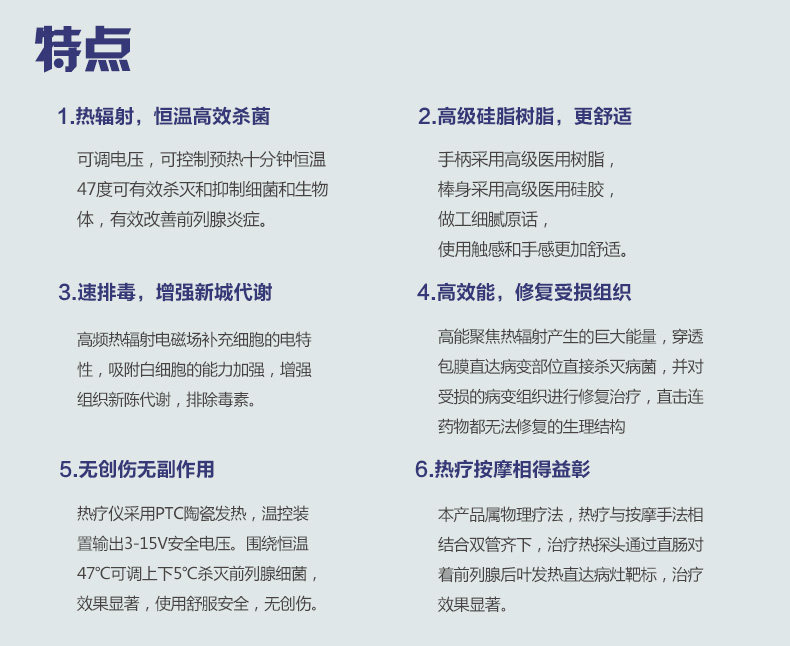 特点
1.热辐射，恒温高效杀菌
可调电压，可控制预热十分钟恒温
47度可有效杀灭和抑制细菌和生物
体，有效改善前列腺炎症。
2.高级硅脂树脂，更舒适
手柄采用高级医用树脂，
棒身采用高级医用硅胶，
做工细腻原话，
使用触感和手感更加舒适。
3.速排毒，增强新城代谢
高频热辐射电磁场补充细胞的电特
性，吸附白细胞的能力加强，增强
组织新陈代谢，排除毒素。
4.高效能，修复受损组织
高能聚焦热辐射产生的巨大能量，穿透
包膜直达病变部位直接杀灭病菌，并对
受损的病变组织进行修复治疗，直击连
药物都无法修复的生理结构
5.无创伤无副作用
热疗仪采用PTC陶瓷发热，温控装
置输出3-15V安全电压。围绕恒温
47℃可调上下5℃杀灭前列腺细菌，
效果显著，使用舒服安全，无创伤。
6.热疗按摩相得益彰
本产品属物理疗法，热疗与按摩手法相
结合双管齐下，治疗热探头通过直肠对
着前列腺后叶发热直达病灶靶标，治疗
效果显著。